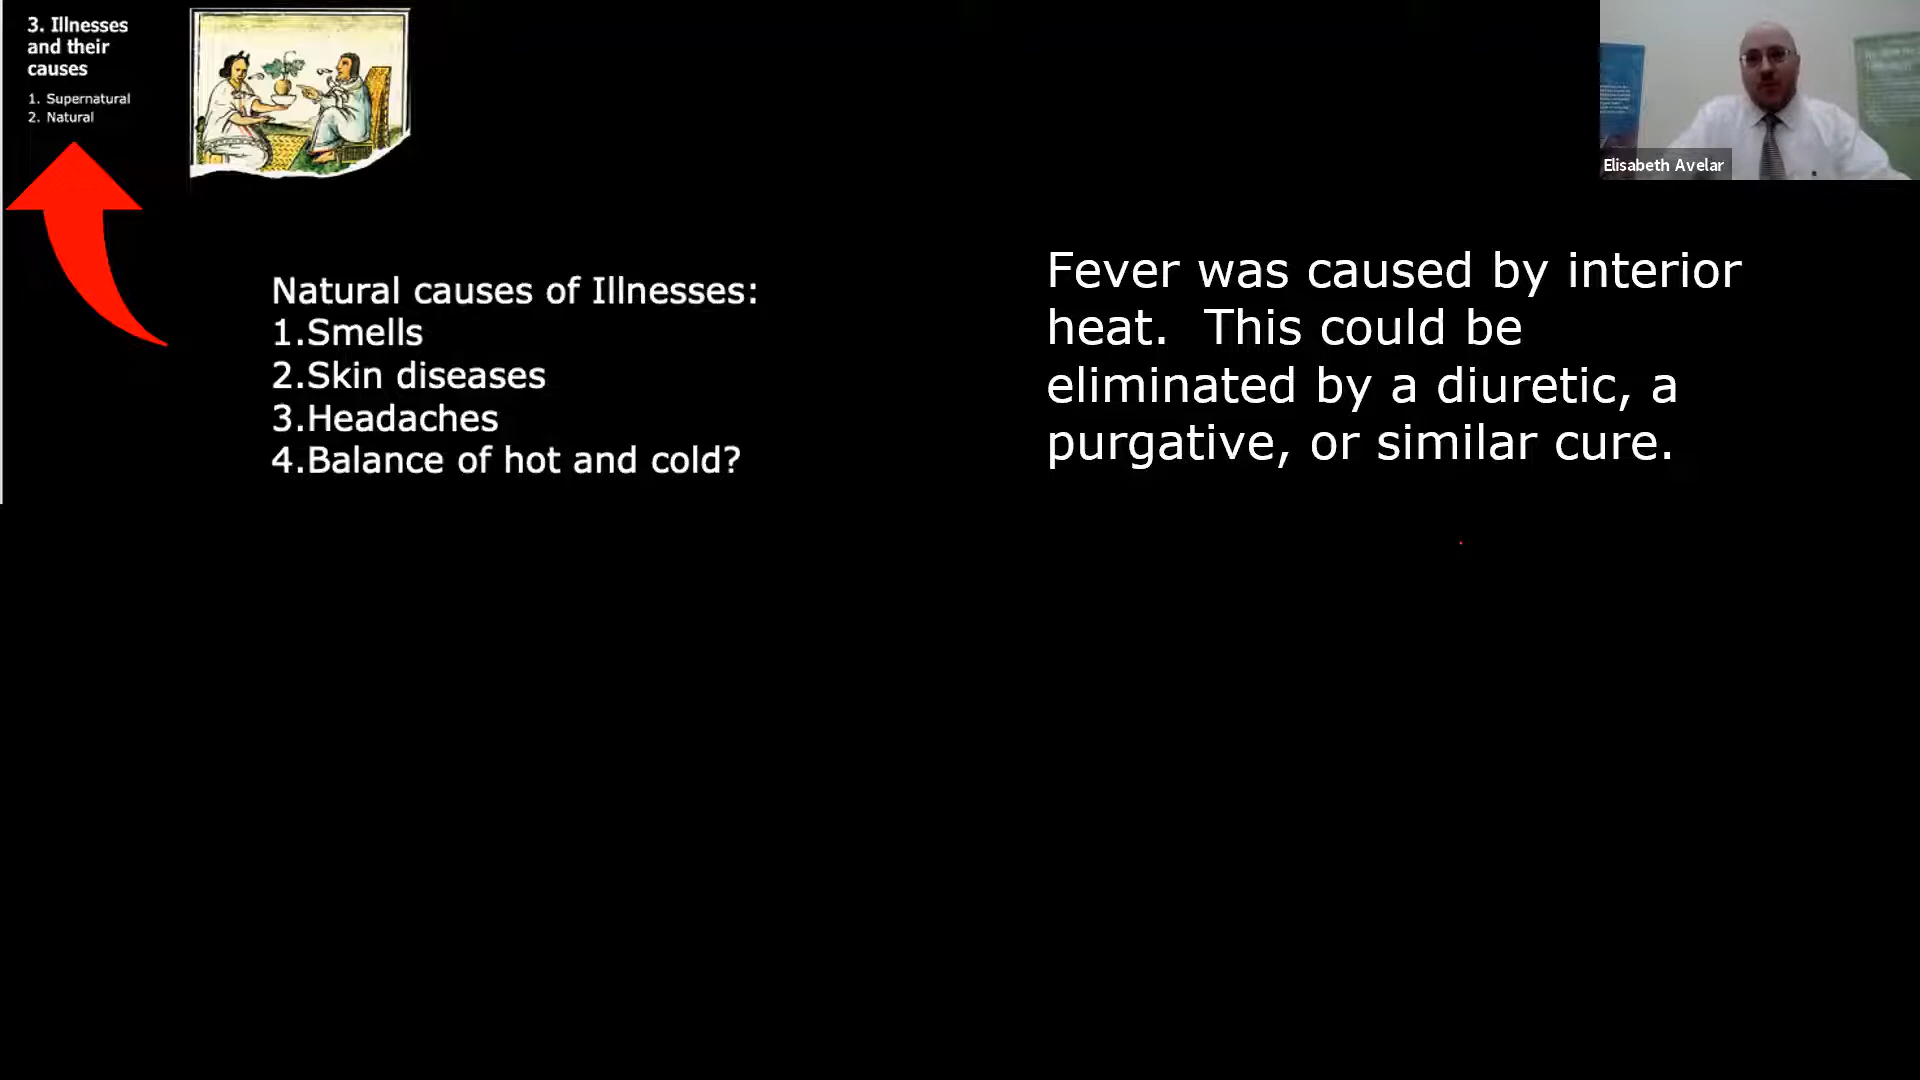 3. Illnesses
and their
causes
1. Supernatural
2. Natural
Elisabeth Avelar
Natural causes of Illnesses:
1.Smells
2.Skin diseases
3.Headaches
4.Balance of hot and cold?
Fever was caused by interior
heat.  This could be
eliminated by a diuretic, a
purgative, or similar cure.